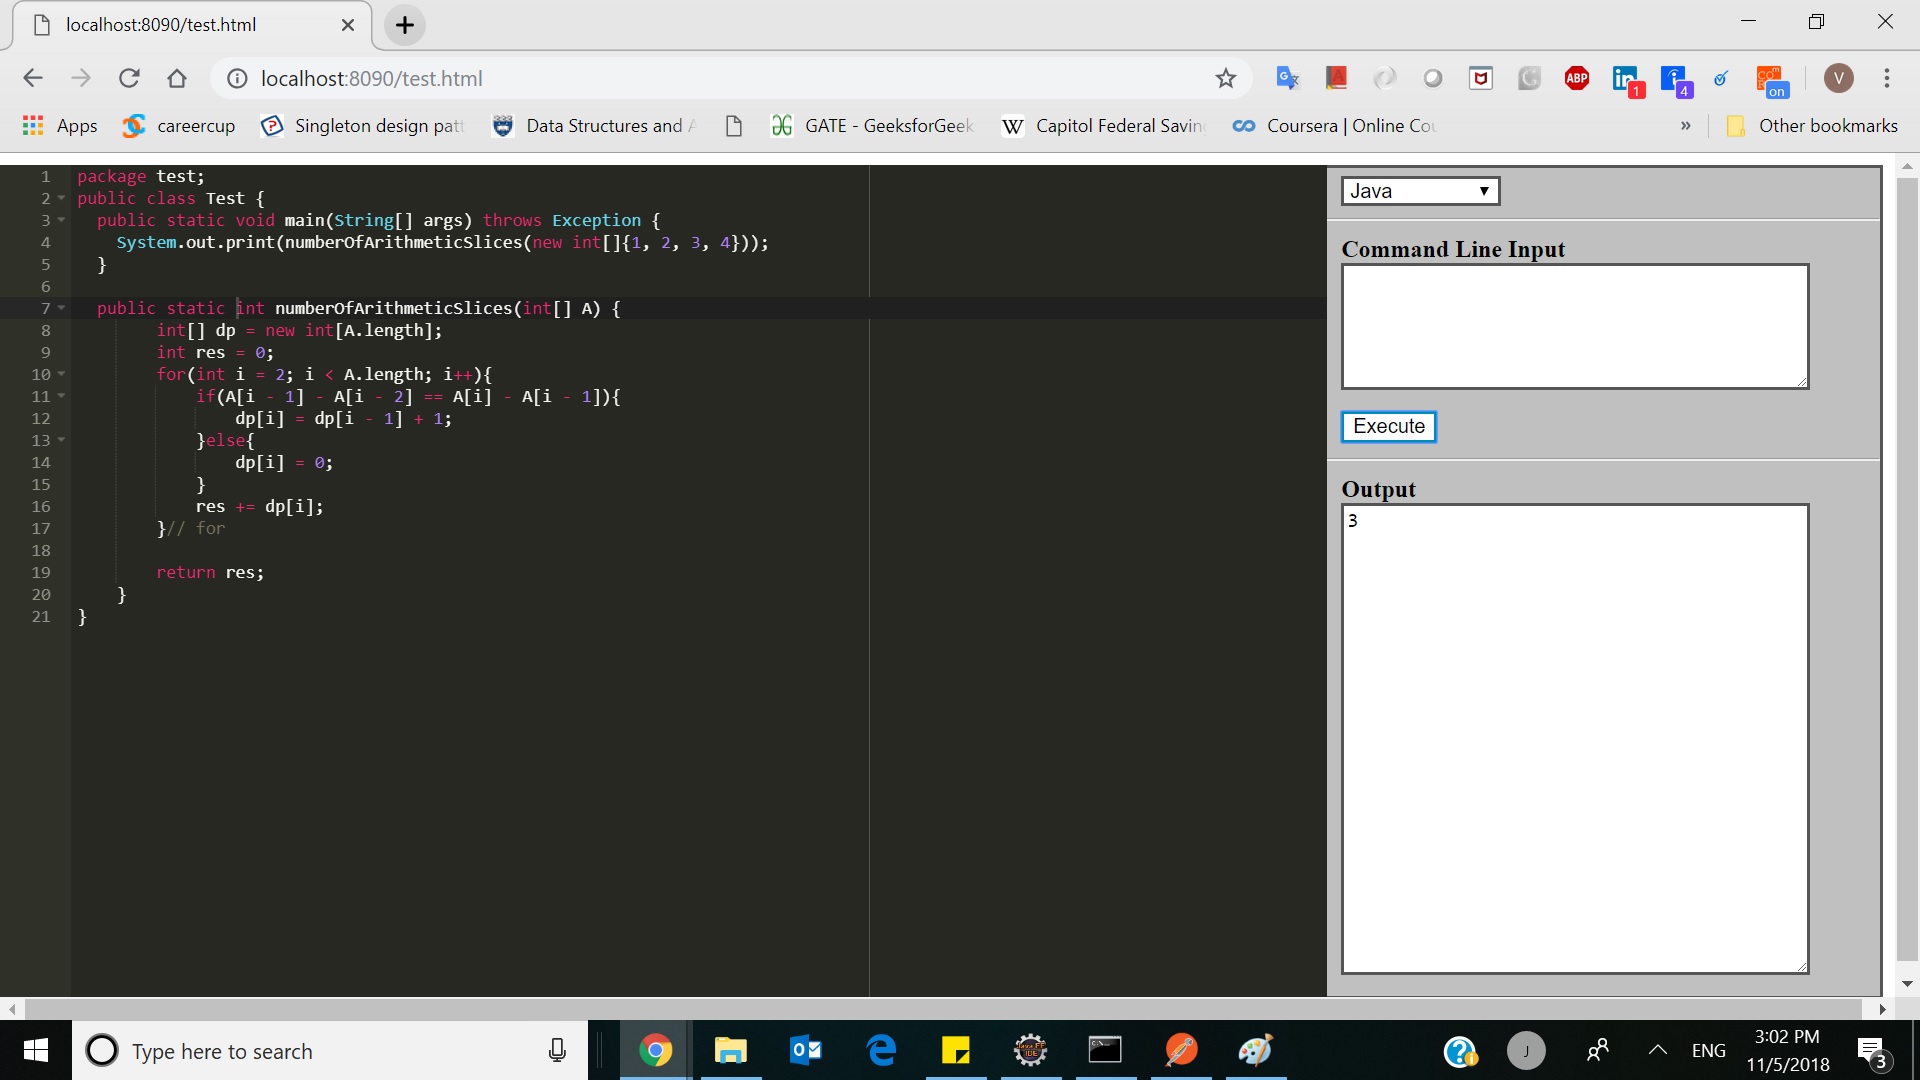 localhost:8090/test.html
localhost:8090/test.html
ABP
1
4
on
V
Apps
careercup
Singleton design patt
Data Structures and A
GATE - GeeksforGeek
W
Capitol Federal Savin
Coursera | Online Cou
»
Other bookmarks
1 package test;
2 public class Test {
3 public static void main(String[] args) throws Exception {
4 System.out.print(numberOfArithmeticSlices(new int[]{1, 2, 3, 4}));
5 }
6
7 public static int numberOfArithmeticSlices(int[] A) {
8 int[] dp = new int[A.length];
9 int res = 0;
10 for(int i = 2; i < A.length; i++){
11 if(A[i - 1] - A[i - 2] == A[i] - A[i - 1]){
12 dp[i] = dp[i - 1] + 1;
13 }else{
14 dp[i] = 0;
15 }
16 res += dp[i];
17 }// for
18
19 return res;
20 }
21 }
Java
Command Line Input
Execute
Output
3
Type here to search
J
ENG
3:02 PM
11/5/2018
3